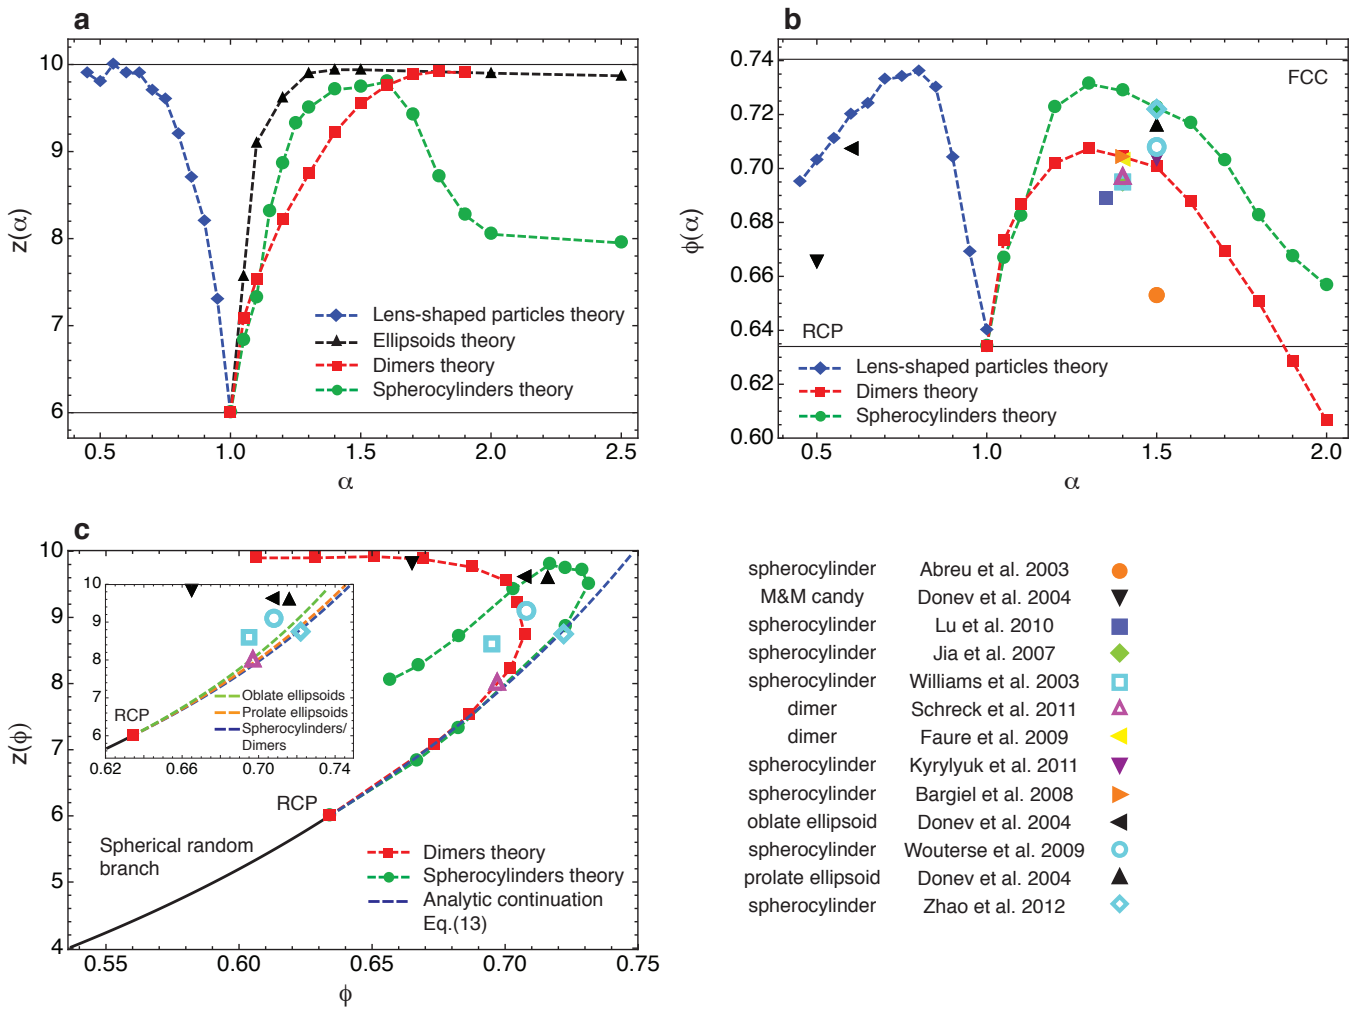 a
z(α)
10
9
8
7
6
0.5
1.0
1.5
2.0
2.5
α
Lens-shaped particles theory
Ellipsoids theory
Dimers theory
Spherocylinders theory
b
ϕ(α)
0.74
0.72
0.70
0.68
0.66
0.64
0.62
0.60
FCC
RCP
Lens-shaped particles theory
Dimers theory
Spherocylinders theory
0.5
1.0
1.5
2.0
α
c
z(ϕ)
10
9
8
7
6
5
4
10
9
8
7
6
RCP
Oblate ellipsoids
Prolate ellipsoids
Spherocylinders/
Dimers
0.62
0.66
0.70
0.74
RCP
Spherical random
branch
Dimers theory
Spherocylinders theory
Analytic continuation
Eq.(13)
0.55
0.60
0.65
0.70
0.75
ϕ
spherocylinder Abreu et al. 2003
M&M candy Donev et al. 2004
spherocylinder Lu et al. 2010
spherocylinder Jia et al. 2007
spherocylinder Williams et al. 2003
dimer Schreck et al. 2011
dimer Faure et al. 2009
spherocylinder Kyrylyuk et al. 2011
spherocylinder Bargiel et al. 2008
oblate ellipsoid Donev et al. 2004
spherocylinder Wouterse et al. 2009
prolate ellipsoid Donev et al. 2004
spherocylinder Zhao et al. 2012